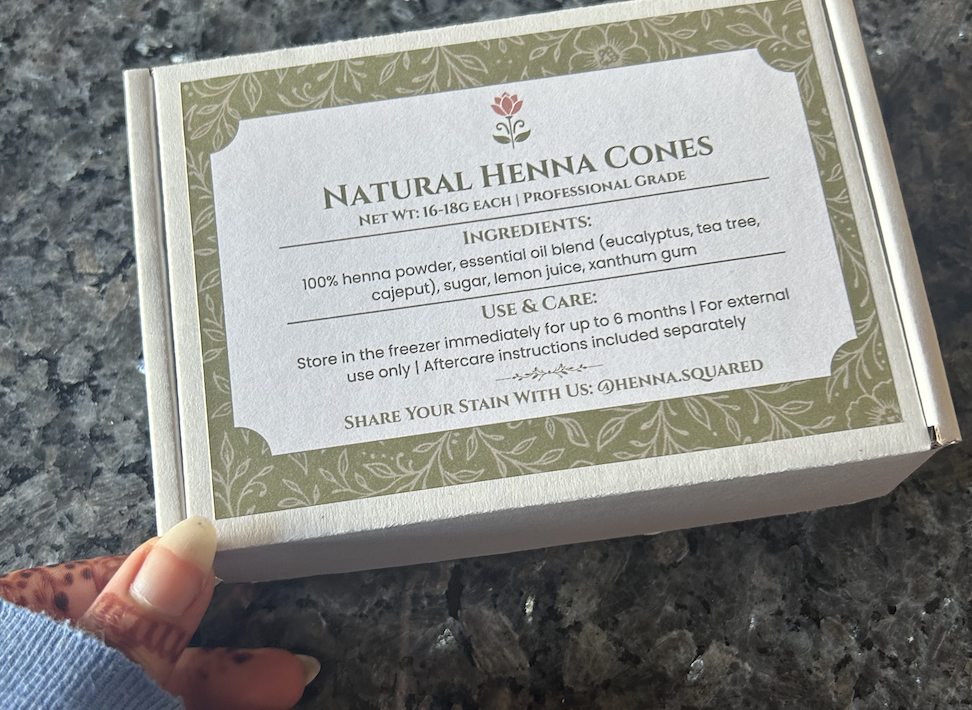 Natural Henna Cones
Net Wt: 16-18g each | Professional Grade
Ingredients:
100% henna powder, essential oil blend (eucalyptus, tea tree,
cajeput), sugar, lemon juice, xanthum gum
Use & Care:
Store in the freezer immediately for up to 6 months | For external
use only | Aftercare instructions included separately
Share Your Stain With Us: @henna.squared